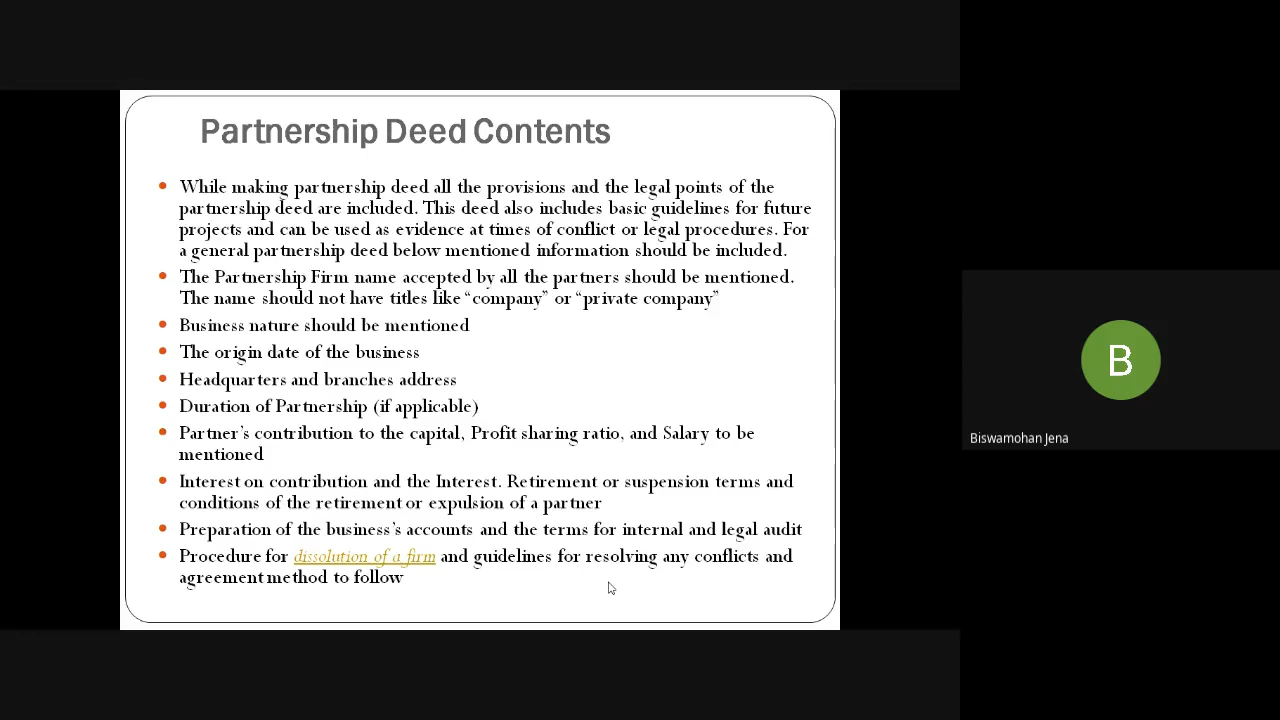 Partnership Deed Contents
While making partnership deed all the provisions and the legal points of the
partnership deed are included. This deed also includes basic guidelines for future
projects and can be used as evidence at times of conflict or legal procedures. For
a general partnership deed below mentioned information should be included.
The Partnership Firm name accepted by all the partners should be mentioned.
The name should not have titles like “company” or “private company”
Business nature should be mentioned
The origin date of the business
Headquarters and branches address
Duration of Partnership (if applicable)
Partner’s contribution to the capital, Profit sharing ratio, and Salary to be
mentioned
Interest on contribution and the Interest. Retirement or suspension terms and
conditions of the retirement or expulsion of a partner
Preparation of the business’s accounts and the terms for internal and legal audit
Procedure for dissolution of a firm and guidelines for resolving any conflicts and
agreement method to follow
B
Biswamohan Jena